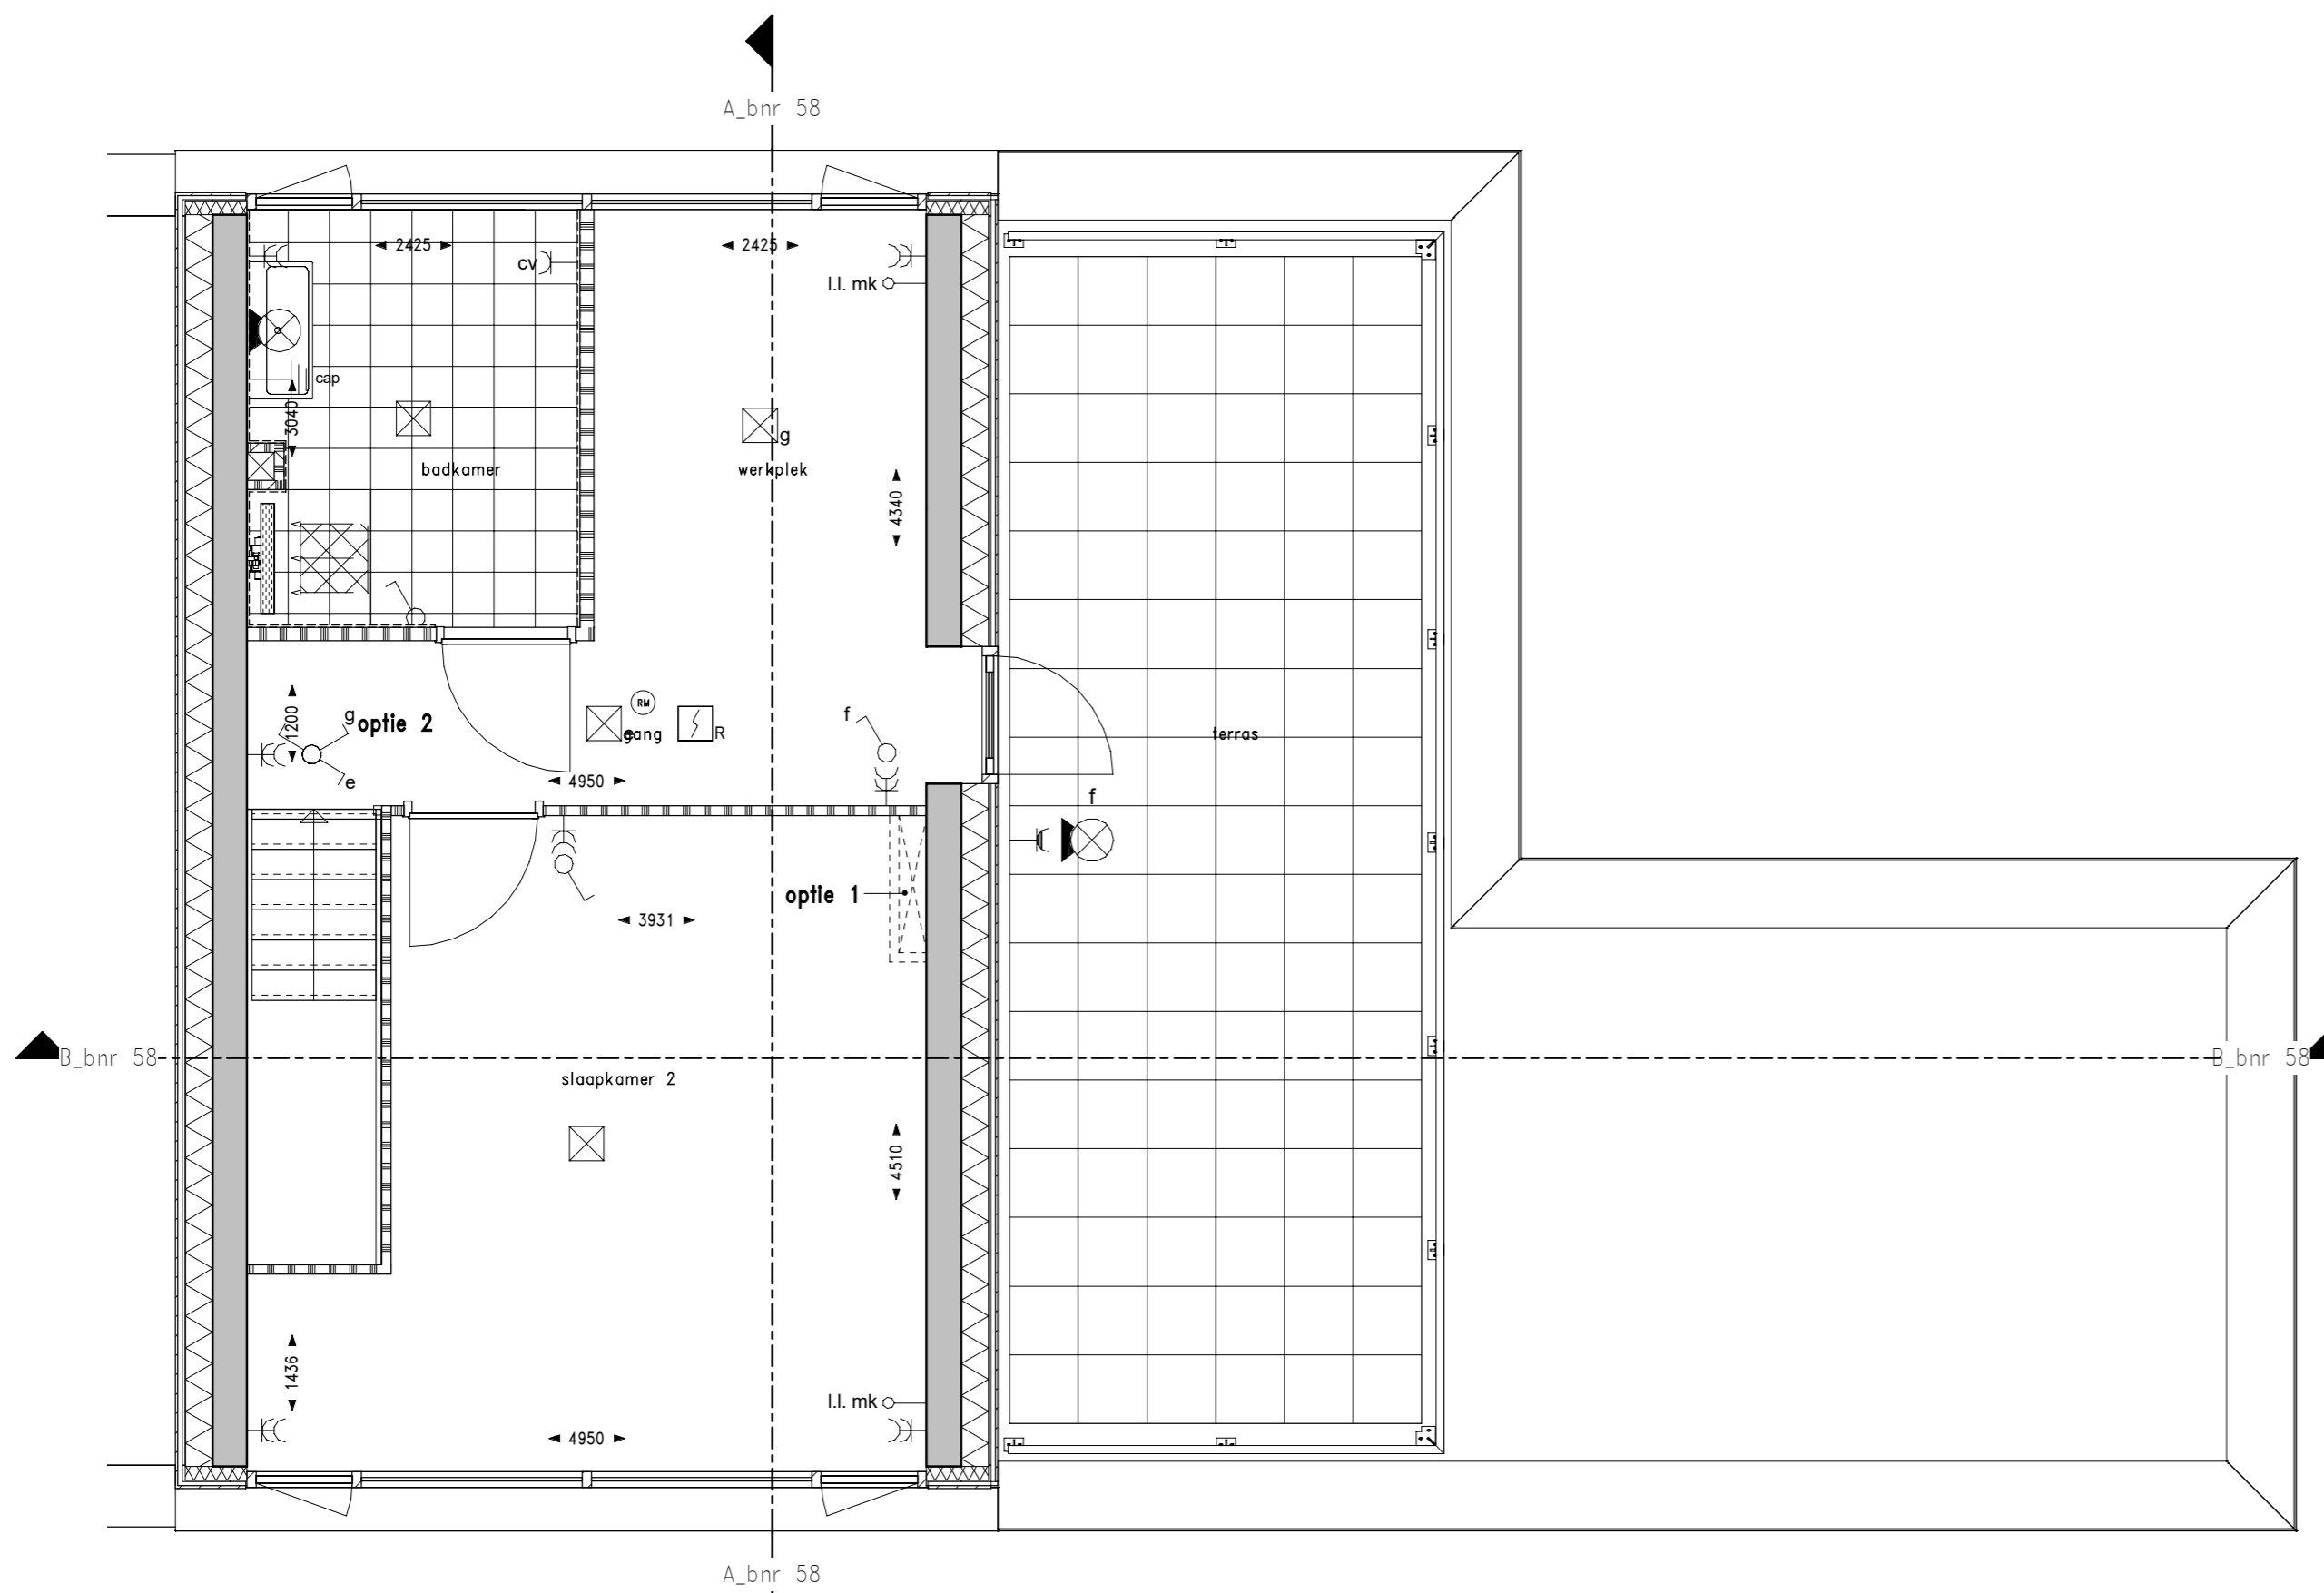 A_bnr 58
2425
2425
cv
l.l. mk
cap
3040
g
badkamer
werkplek
4340
RM
1200
g
optie 2
gang
R
f
terras
e
4950
f
optie 1
3931
B_bnr 58
B_bnr 58
slaapkamer 2
4510
1436
l.l. mk
4950
A_bnr 58